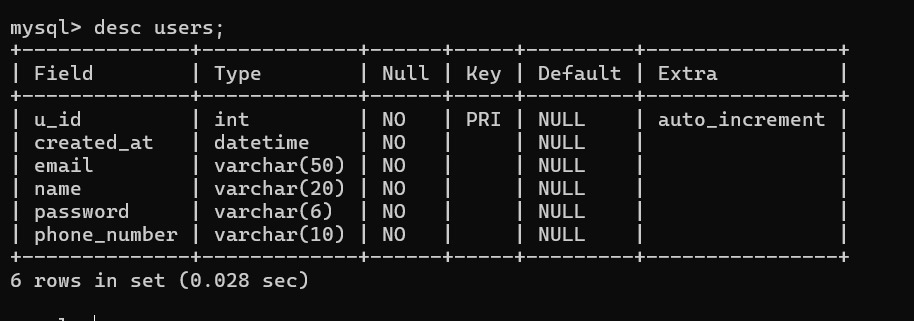 mysql> desc users;
+--------------+-------------+------+-----+---------+----------------+
| Field        | Type        | Null | Key | Default | Extra          |
+--------------+-------------+------+-----+---------+----------------+
| u_id         | int         | NO   | PRI | NULL    | auto_increment |
| created_at   | datetime    | NO   |     | NULL    |                |
| email        | varchar(50) | NO   |     | NULL    |                |
| name         | varchar(20) | NO   |     | NULL    |                |
| password     | varchar(6)  | NO   |     | NULL    |                |
| phone_number | varchar(10) | NO   |     | NULL    |                |
+--------------+-------------+------+-----+---------+----------------+
6 rows in set (0.028 sec)